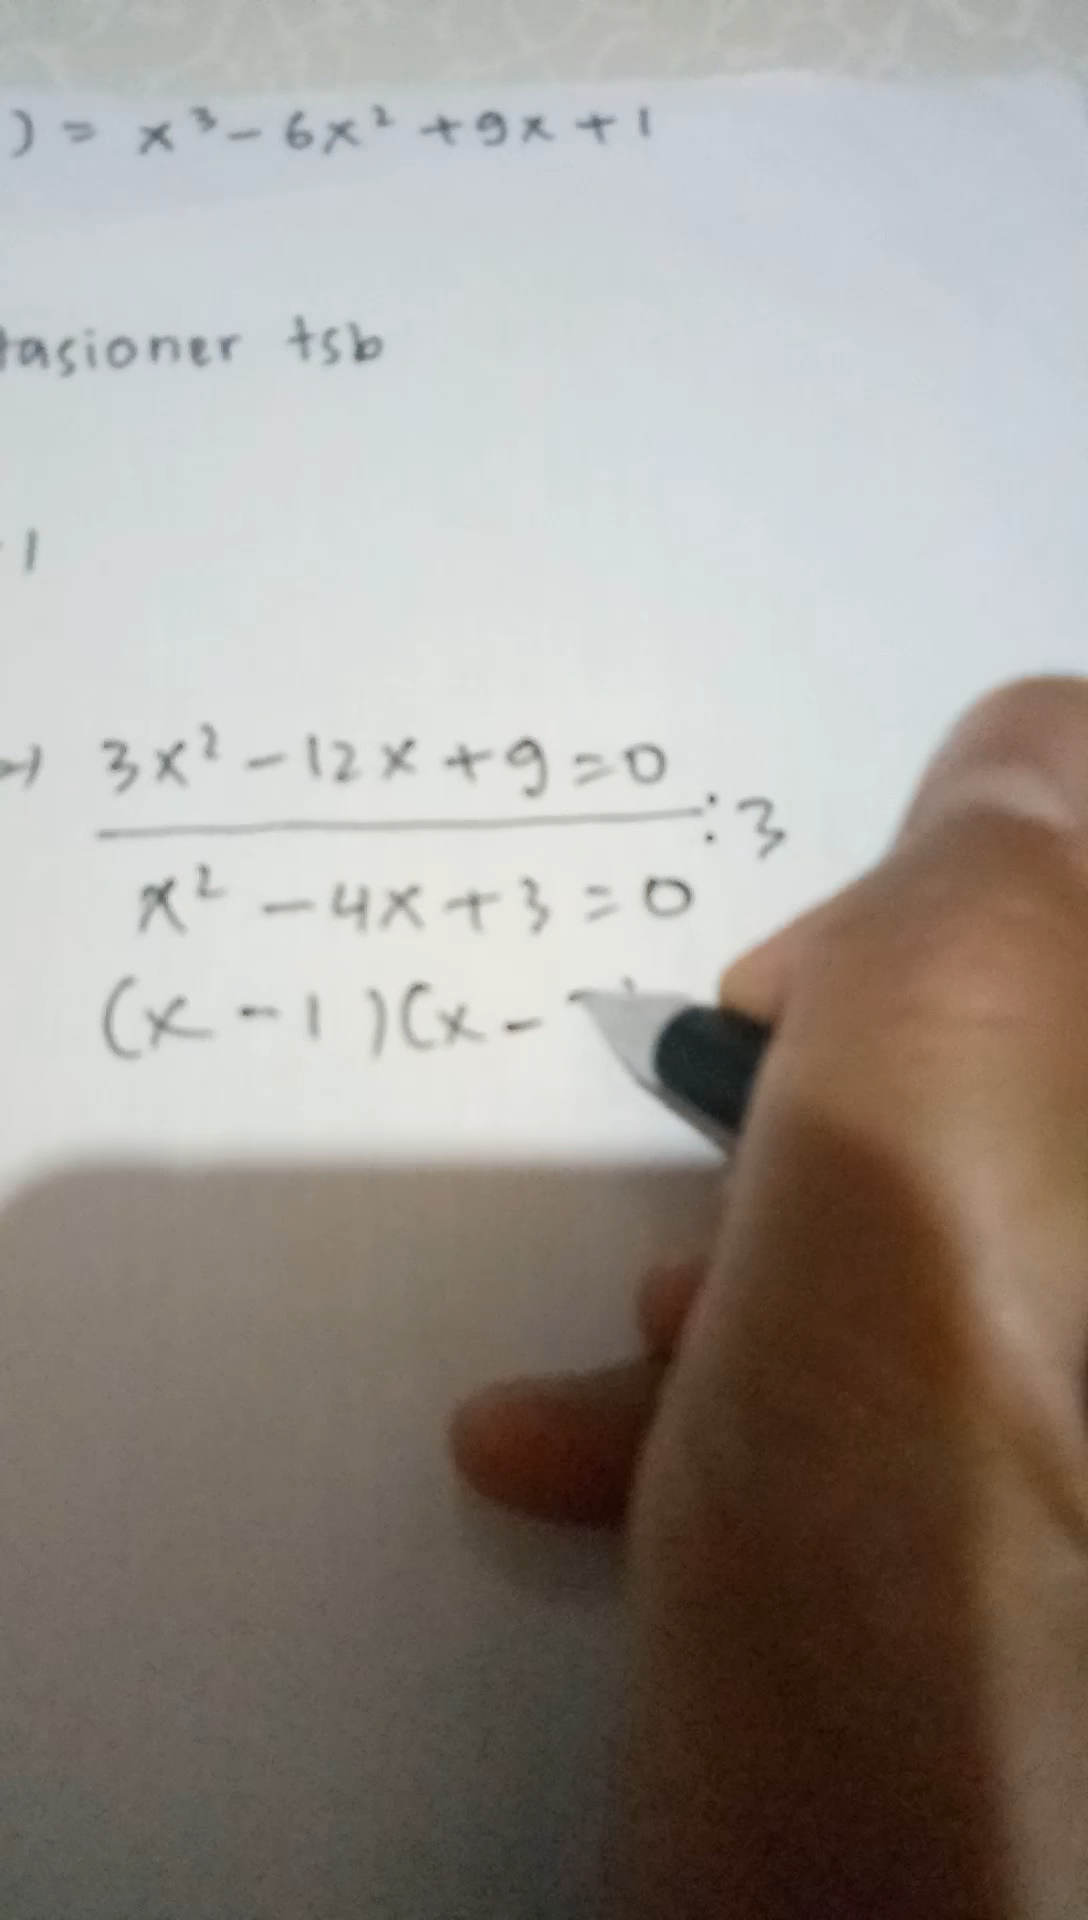 ) = x³ - 6x² + 9x + 1
tasioner tsb
1
3x² - 12x + 9 = 0
: 3
x² - 4x + 3 = 0
(x - 1)(x -